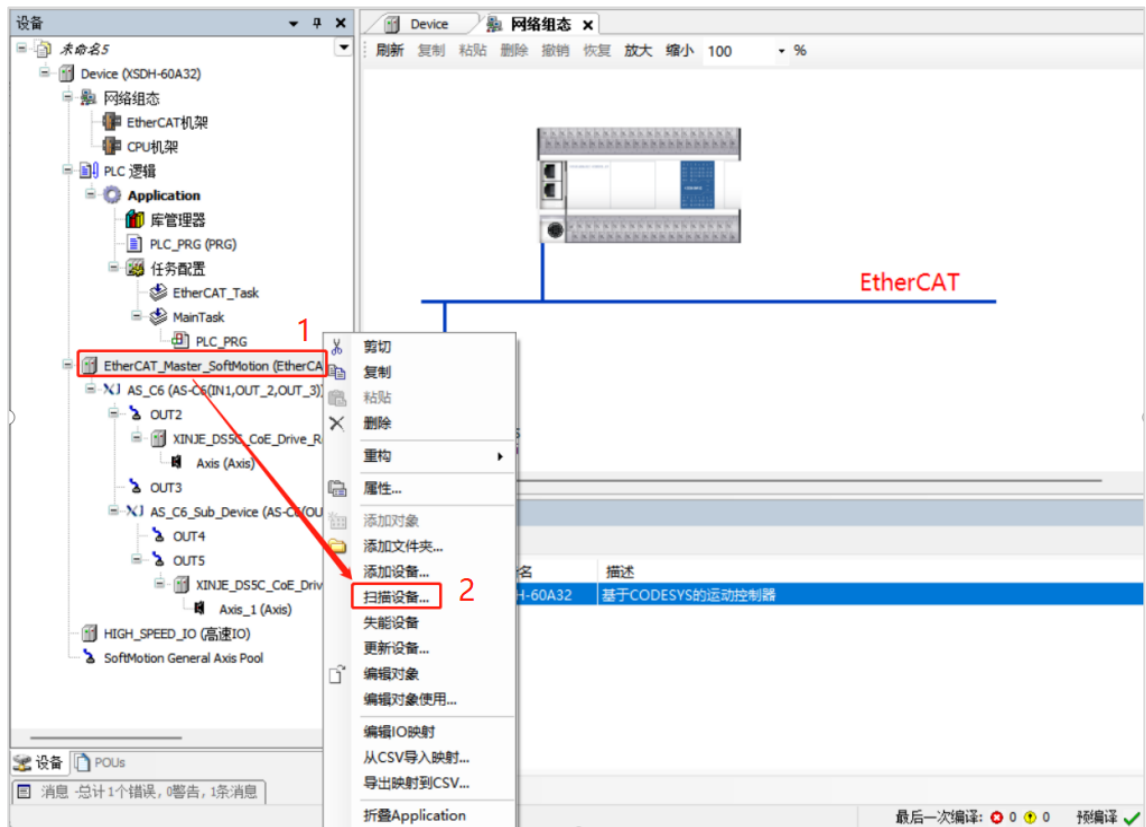 设备
未命名5
Device (XSDH-60A32)
网络组态
EtherCAT机架
CPU机架
PLC 逻辑
Application
库管理器
PLC_PRG (PRG)
任务配置
EtherCAT_Task
MainTask
PLC_PRG
EtherCAT_Master_SoftMotion (EtherCA
AS_C6 (AS-C6(IN1,OUT_2,OUT_3))
OUT2
XINJE_DS5C_CoE_Drive_R
Axis (Axis)
OUT3
AS_C6_Sub_Device (AS-C6(OU
OUT4
OUT5
XINJE_DS5C_CoE_Driv
Axis_1 (Axis)
HIGH_SPEED_IO (高速IO)
SoftMotion General Axis Pool
设备 POUs
消息 -总计1个错误, 0警告, 1条消息
Device 网络组态
刷新 复制 粘贴 删除 撤销 恢复 放大 缩小 100 %
EtherCAT
1
剪切
复制
粘贴
删除
重构
属性...
添加对象
添加文件夹...
添加设备...
扫描设备... 2
失能设备
更新设备...
编辑对象
编辑对象使用...
编辑IO映射
从CSV导入映射...
导出映射到CSV...
折叠Application
名 描述
H-60A32 基于CODESYS的运动控制器
最后一次编译: 0 0 预编译